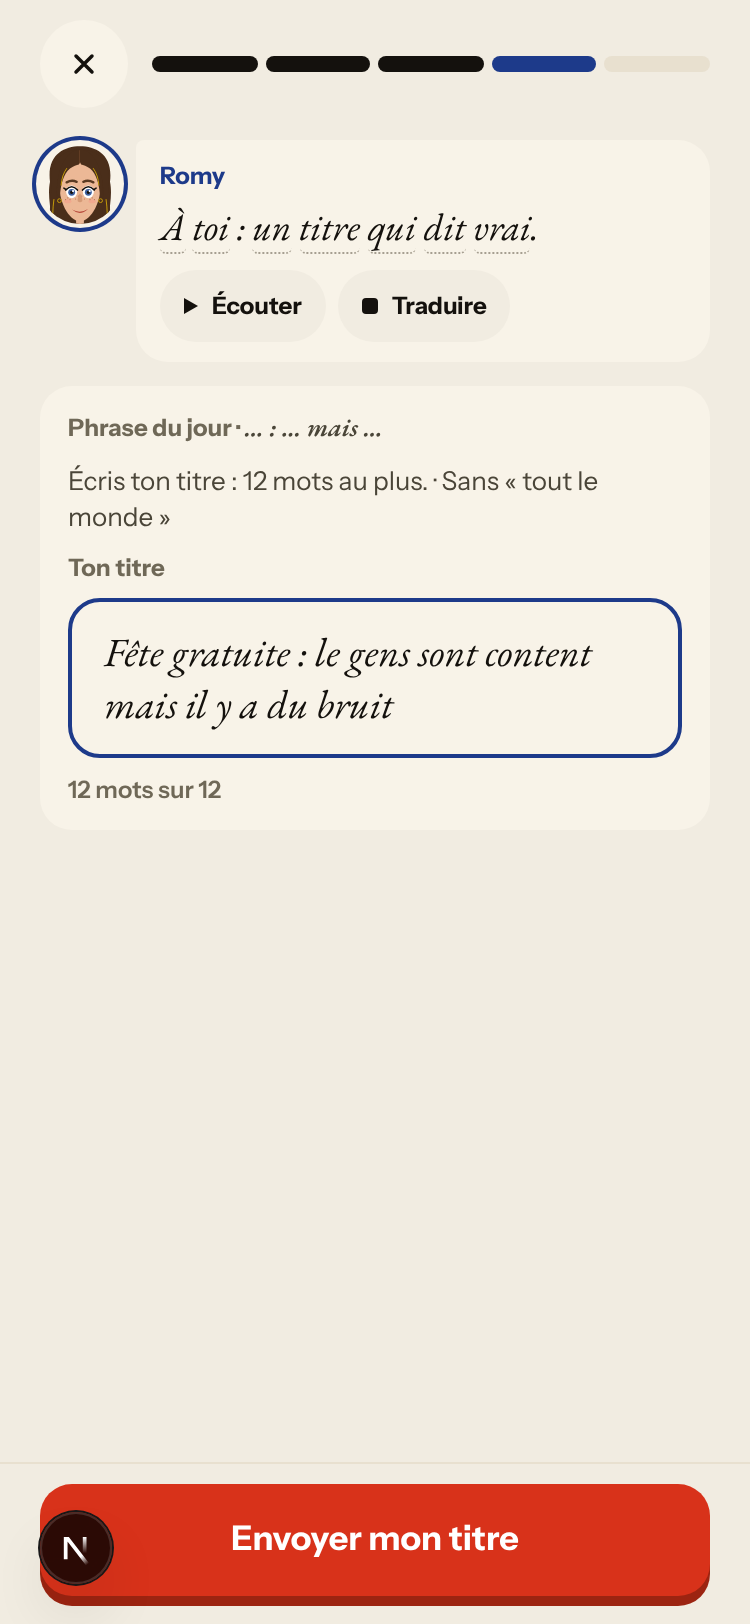 Romy
À toi : un titre qui dit vrai.
Écouter
Traduire
Phrase du jour · ... : ... mais ...
Écris ton titre : 12 mots au plus. · Sans « tout le
monde »
Ton titre
Fête gratuite : le gens sont content
mais il y a du bruit
12 mots sur 12
Envoyer mon titre
N